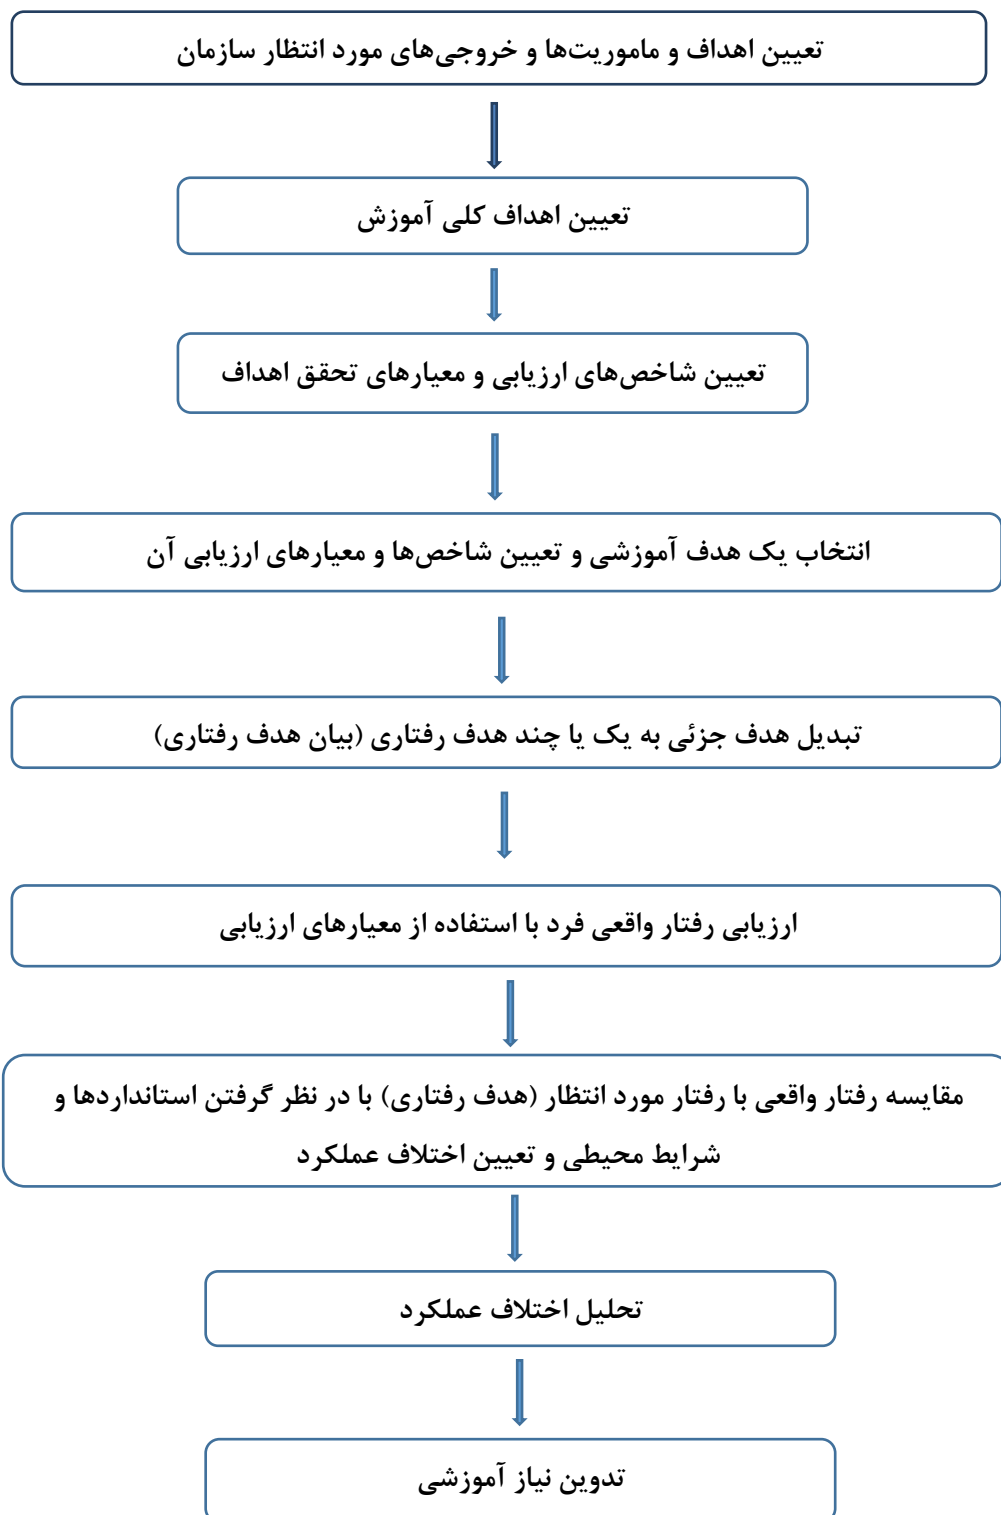 تعیین اهداف و ماموریت‌ها و خروجی‌های مورد انتظار سازمان
تعیین اهداف کلی آموزش
تعیین شاخص‌های ارزیابی و معیارهای تحقق اهداف
انتخاب یک هدف آموزشی و تعیین شاخص‌ها و معیارهای ارزیابی آن
تبدیل هدف جزئی به یک یا چند هدف رفتاری (بیان هدف رفتاری)
ارزیابی رفتار واقعی فرد با استفاده از معیارهای ارزیابی
مقایسه رفتار واقعی با رفتار مورد انتظار (هدف رفتاری) با در نظر گرفتن استانداردها و
شرایط محیطی و تعیین اختلاف عملکرد
تحلیل اختلاف عملکرد
تدوین نیاز آموزشی